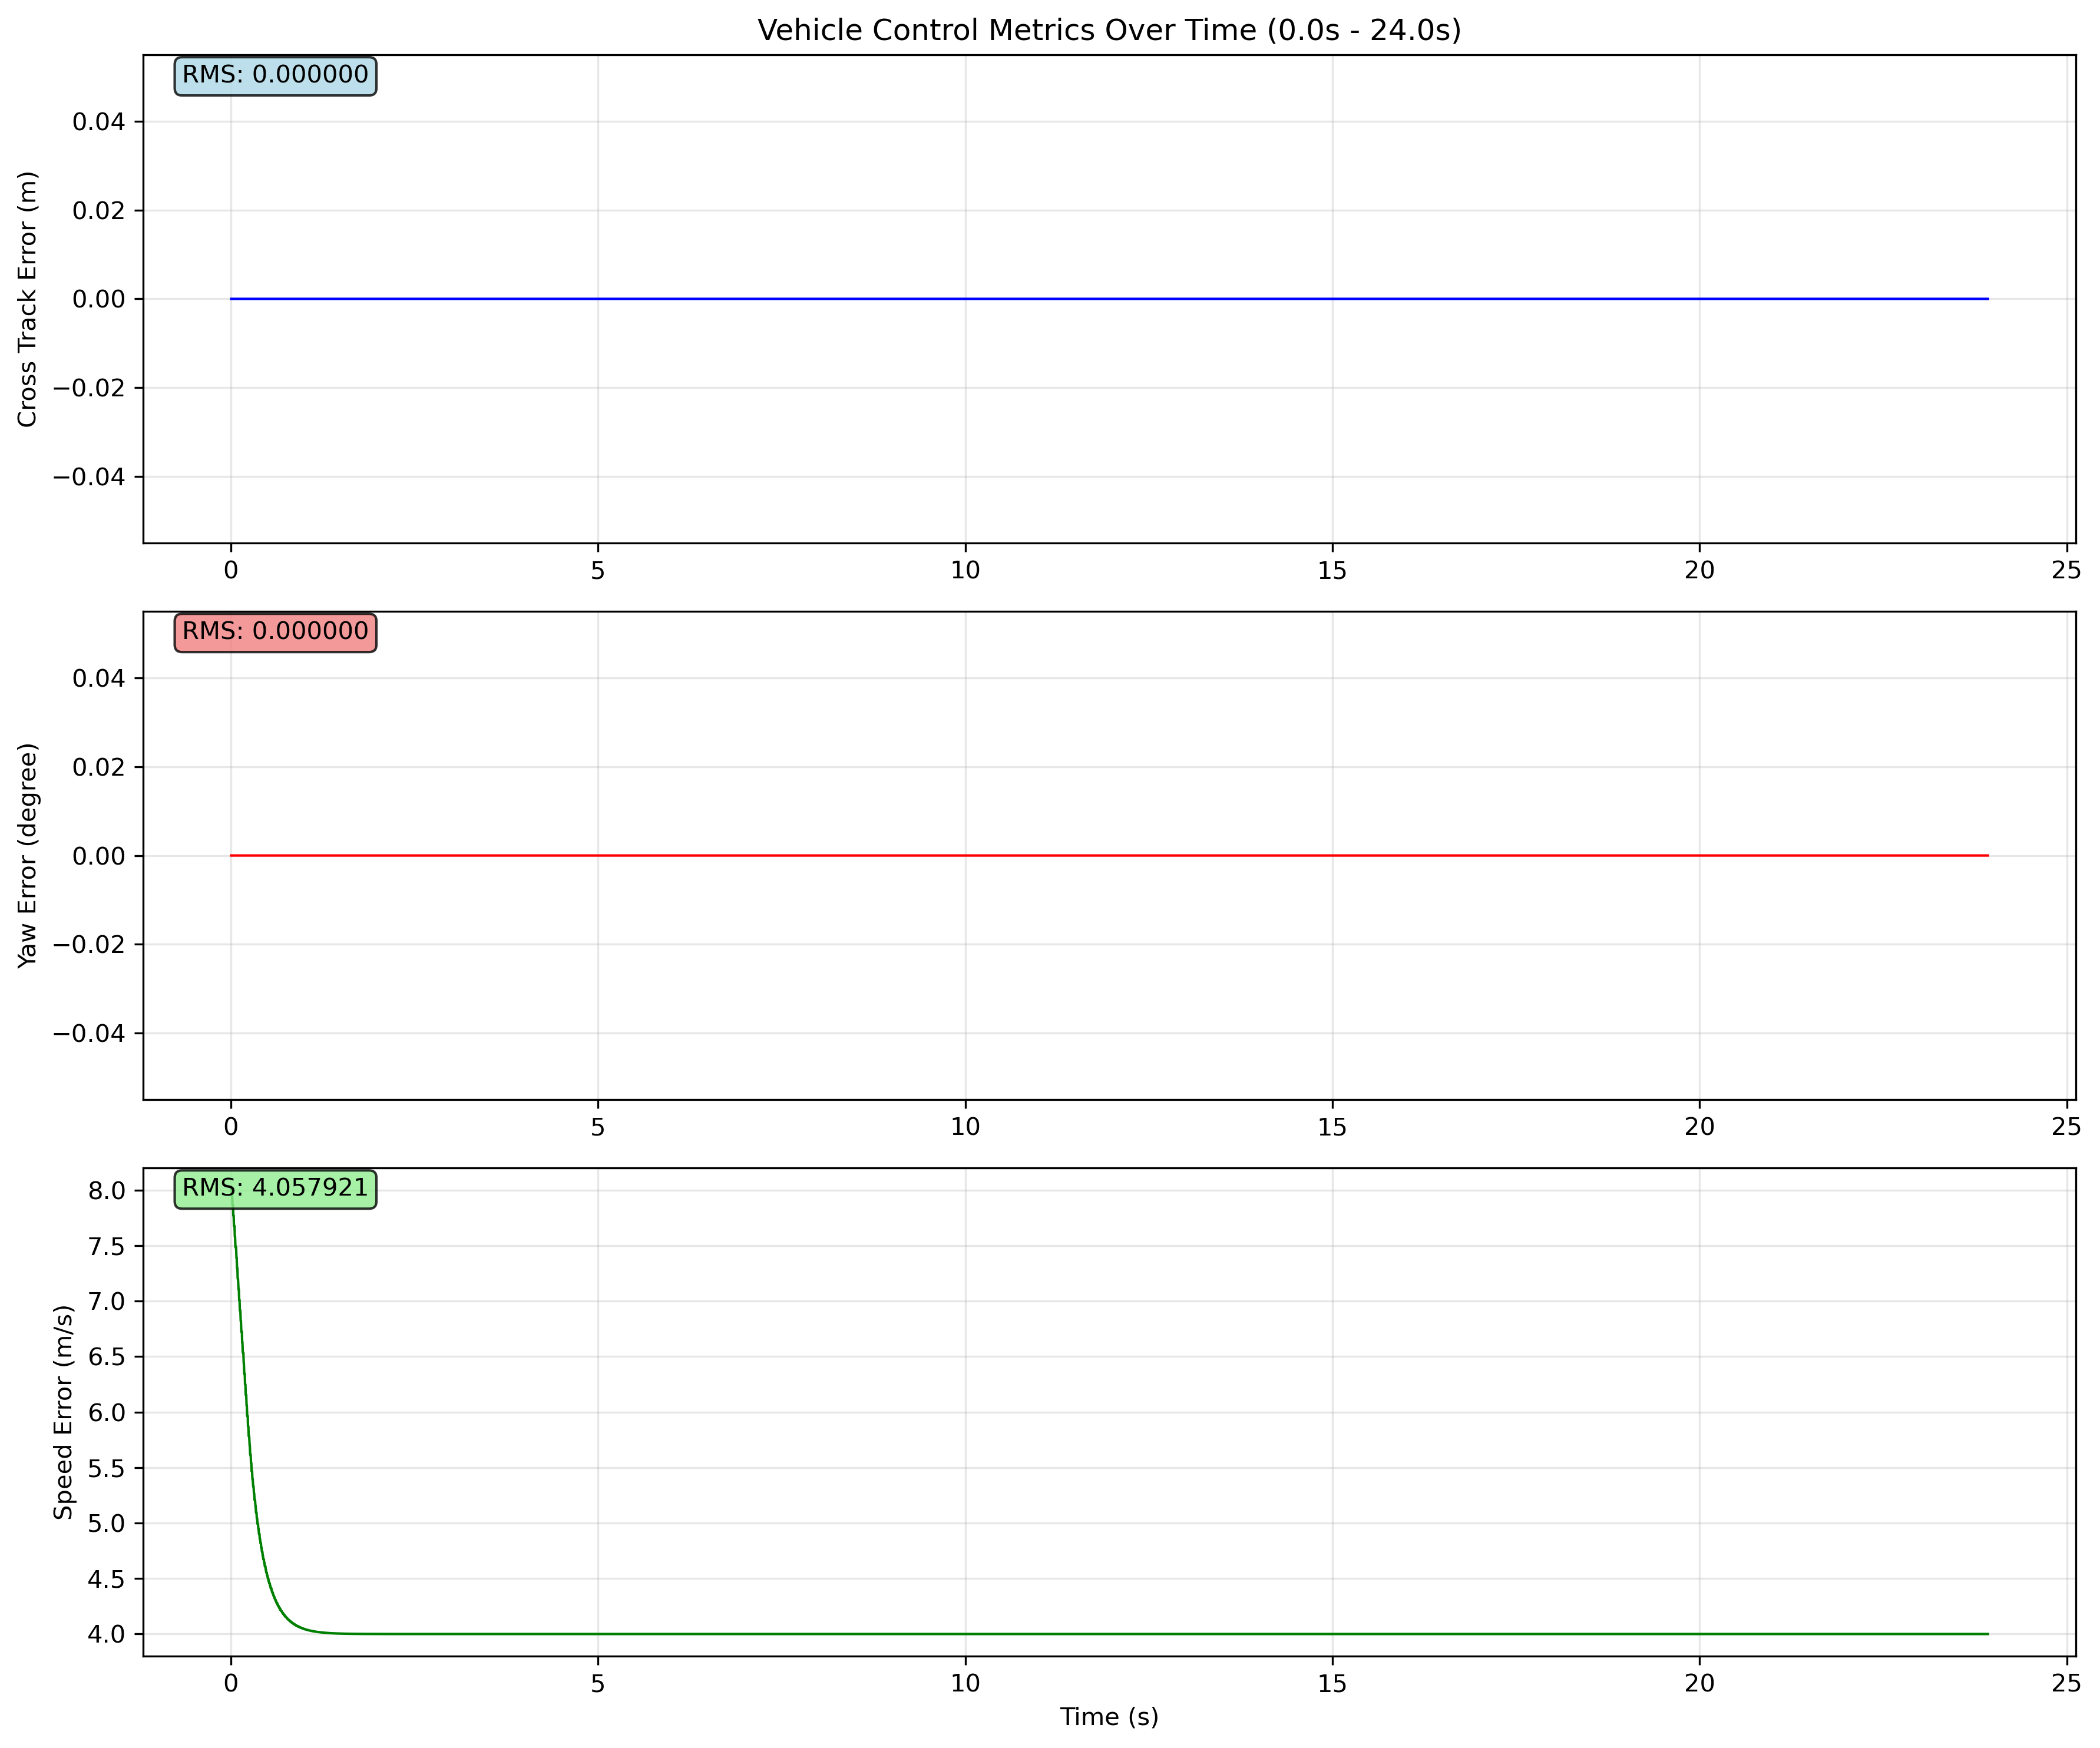 Vehicle Control Metrics Over Time (0.0s - 24.0s)
RMS: 0.000000
Cross Track Error (m)
0.04
0.02
0.00
−0.02
−0.04
0 5 10 15 20 25
RMS: 0.000000
Yaw Error (degree)
0.04
0.02
0.00
−0.02
−0.04
0 5 10 15 20 25
RMS: 4.057921
Speed Error (m/s)
8.0
7.5
7.0
6.5
6.0
5.5
5.0
4.5
4.0
0 5 10 15 20 25
Time (s)